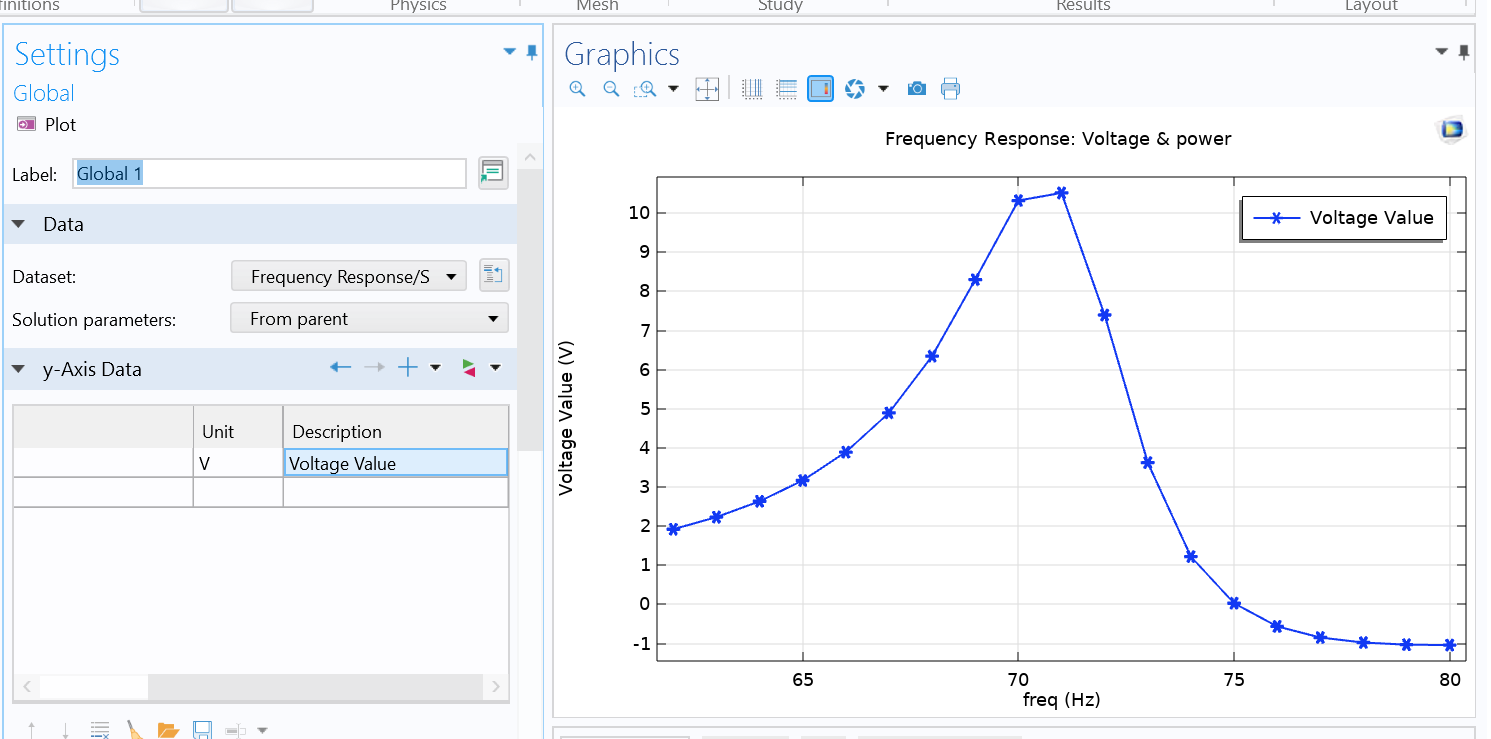 finitions Physics Mesh Study Results Layout
Settings
Global
Plot
Label: Global 1
Data
Dataset: Frequency Response/S
Solution parameters: From parent
y-Axis Data
Unit Description
V Voltage Value
Graphics
Frequency Response: Voltage & power
Voltage Value
Voltage Value (V)
10
9
8
7
6
5
4
3
2
1
0
-1
65 70 75 80
freq (Hz)